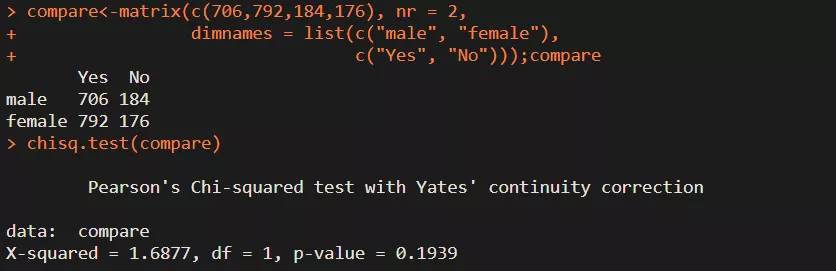 > compare<-matrix(c(706,792,184,176), nr = 2,
+                 dimnames = list(c("male", "female"),
+                                 c("Yes", "No")));compare
       Yes  No
male   706 184
female 792 176
> chisq.test(compare)
        Pearson's Chi-squared test with Yates' continuity correction
data:  compare
X-squared = 1.6877, df = 1, p-value = 0.1939